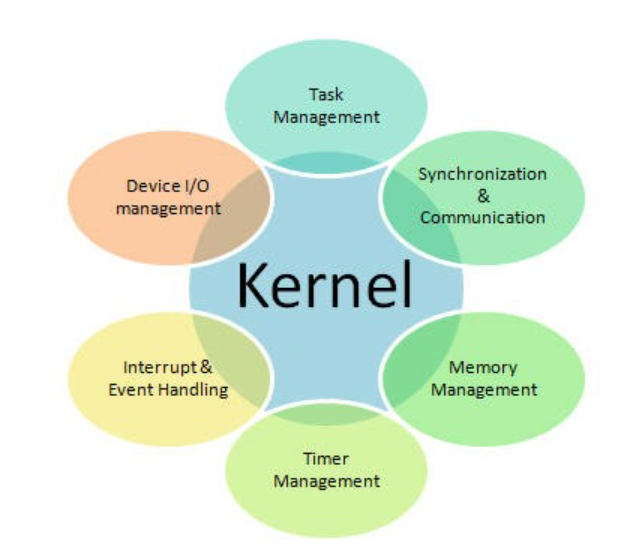 Task
Management
Synchronization
&
Communication
Device I/O
management
Kernel
Interrupt &
Event Handling
Memory
Management
Timer
Management